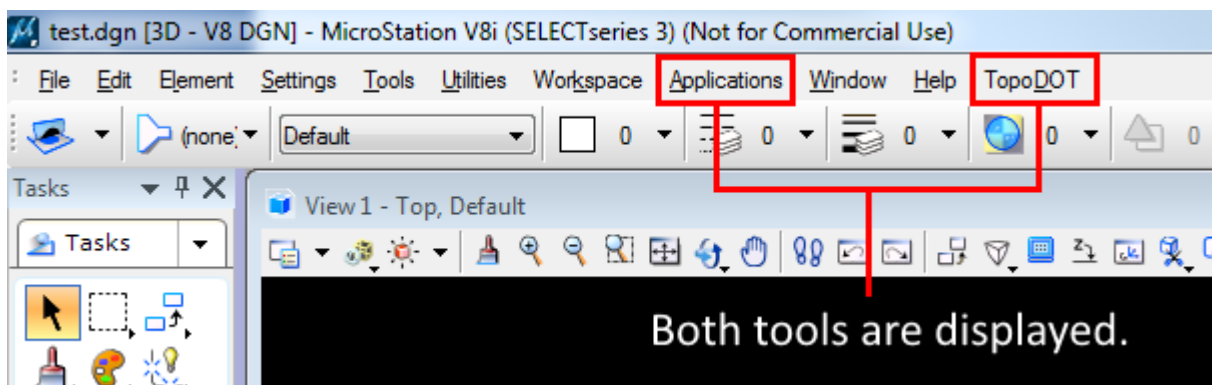 test.dgn [3D - V8 DGN] - MicroStation V8i (SELECTseries 3) (Not for Commercial Use)
File Edit Element Settings Tools Utilities Workspace Applications Window Help TopoDOT
(none) Default 0 0 0 0 0
Tasks
View 1 - Top, Default
Tasks
Both tools are displayed.